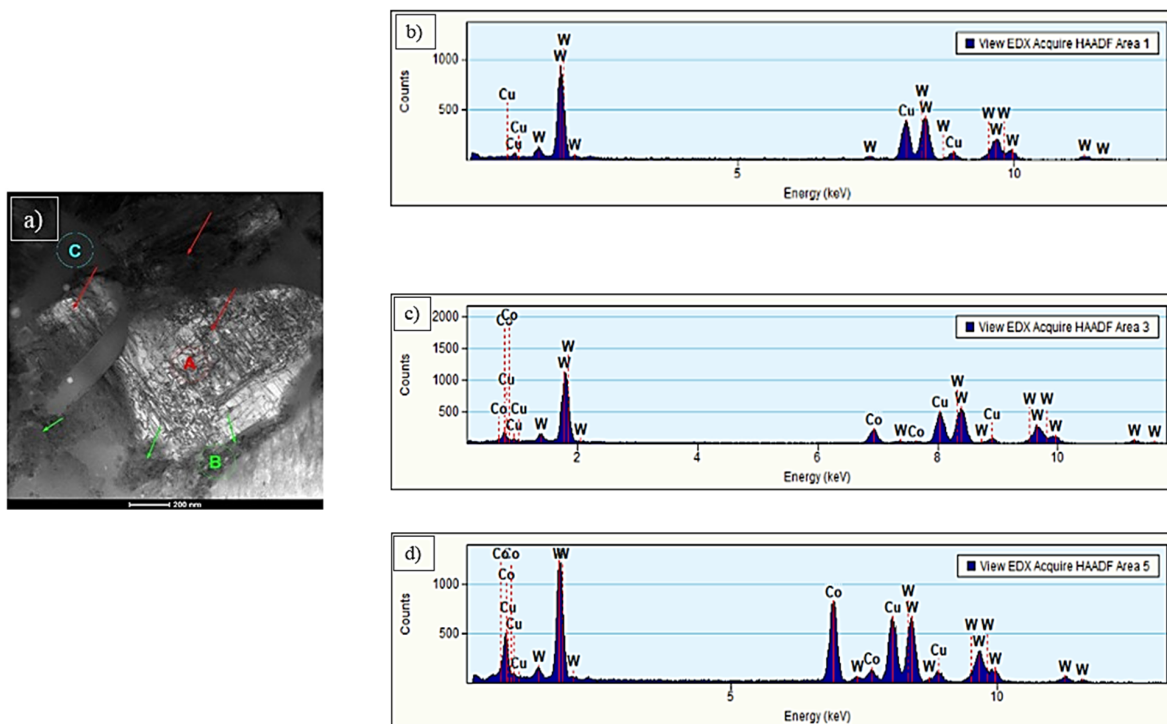 a)
C
A
B
200 nm
b)
View EDX Acquire HAADF Area 1
Counts
1000
500
W
W
Cu
Cu
Cu
W
W
W
Cu
W
W
W
Cu
W
W
W
W
W
W
5
10
Energy (keV)
c)
View EDX Acquire HAADF Area 3
Counts
2000
1500
1000
500
Co
Co
Cu
Co
Cu
Cu
W
W
W
W
Co
W
Co
Cu
W
W
W
Cu
W
W
W
W
W
W
2
4
6
8
10
Energy (keV)
d)
View EDX Acquire HAADF Area 5
Counts
1000
500
Co
Co
Co
Cu
Cu
Cu
W
W
W
W
Co
W
Co
Cu
W
W
W
Cu
W
W
W
W
W
W
5
10
Energy (keV)